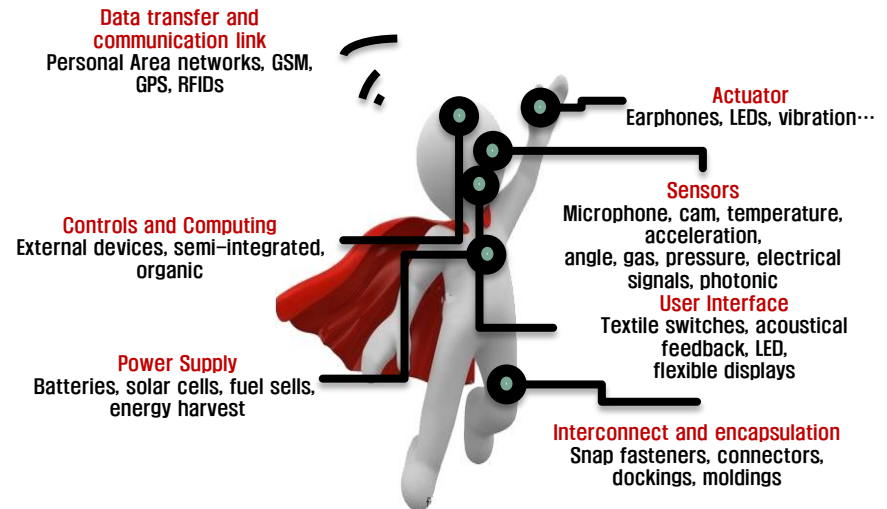 Data transfer and
communication link
Personal Area networks, GSM,
GPS, RFIDs
Actuator
Earphones, LEDs, vibration…
Sensors
Microphone, cam, temperature,
acceleration,
angle, gas, pressure, electrical
signals, photonic
Controls and Computing
External devices, semi-integrated,
organic
User Interface
Textile switches, acoustical
feedback, LED,
flexible displays
Power Supply
Batteries, solar cells, fuel sells,
energy harvest
Interconnect and encapsulation
Snap fasteners, connectors,
dockings, moldings